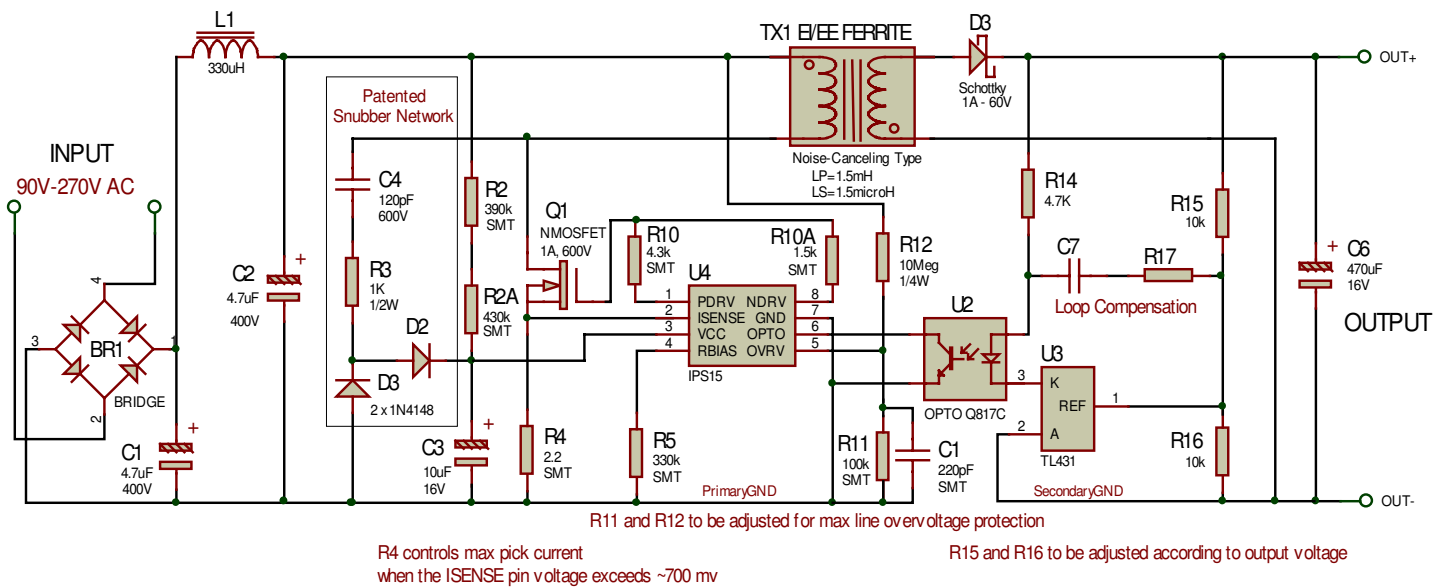 L1
330uH
TX1 EI/EE FERRITE
D3
OUT+
Schottky
1A - 60V
Patented
Snubber Network
INPUT
90V-270V AC
Noise-Canceling Type
LP=1.5mH
LS=1.5microH
C4
120pF
600V
R2
390k
SMT
Q1
NMOSFET
1A, 600V
R10
4.3k
SMT
R10A
1.5k
SMT
R12
10Meg
1/4W
R14
4.7K
R15
10k
C7
R17
Loop Compensation
C6
470uF
16V
OUTPUT
C2
4.7uF
400V
R3
1K
1/2W
R2A
430k
SMT
U4
1 PDRV NDRV 8
2 ISENSE GND 7
3 VCC OPTO 6
4 RBIAS OVRV 5
IPS15
U2
OPTO Q817C
U3
3 K
REF 1
2 A
TL431
4
3
BR1
1
2
BRIDGE
D2
D3
2 x 1N4148
C1
4.7uF
400V
C3
10uF
16V
R4
2.2
SMT
R5
330k
SMT
R11
100k
SMT
C1
220pF
SMT
R16
10k
PrimaryGND
SecondaryGND
OUT-
R11 and R12 to be adjusted for max line overvoltage protection
R4 controls max pick current
when the ISENSE pin voltage exceeds ~700 mv
R15 and R16 to be adjusted according to output voltage
+
+
+
+